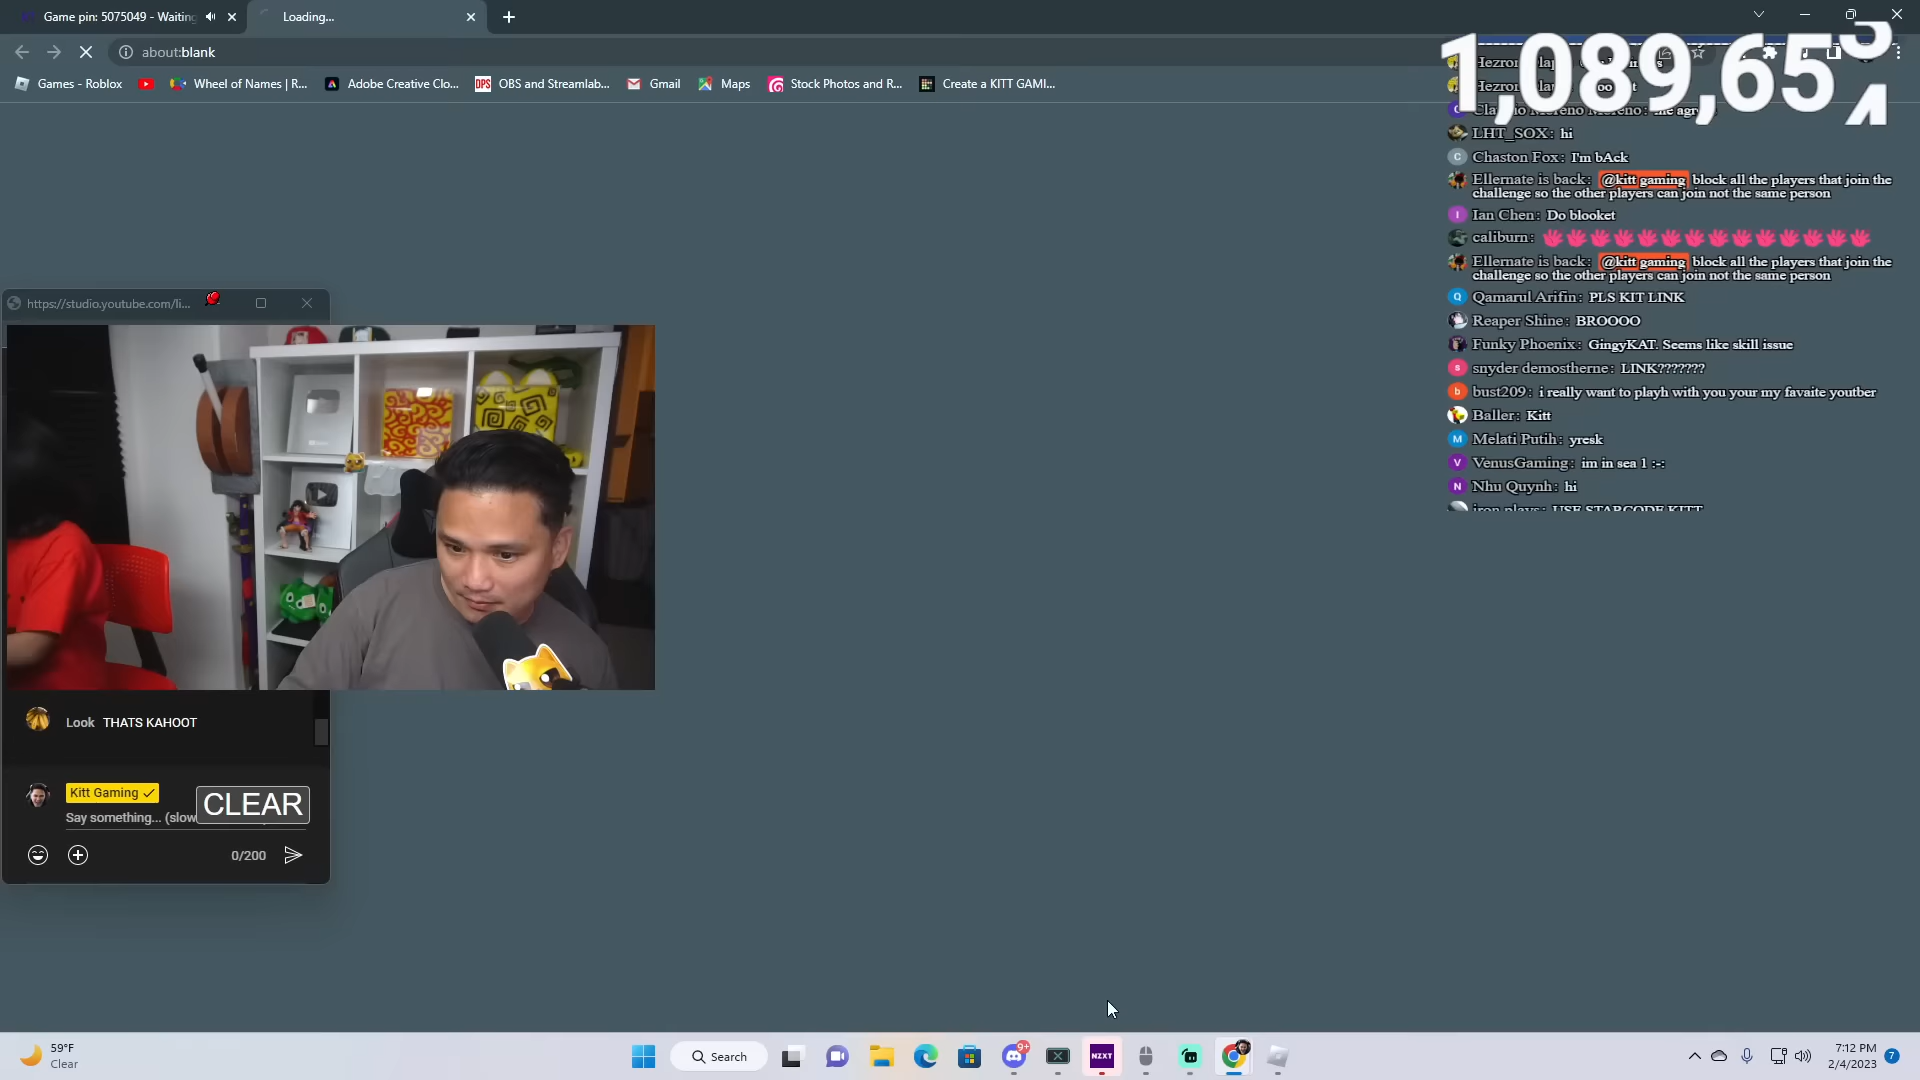 Game pin: 5075049 - Waiting
Loading...
about:blank
Games - Roblox
Wheel of Names | R...
Adobe Creative Clo...
OBS and Streamlab...
Gmail
Maps
Stock Photos and R...
Create a KITT GAMI...
1,089,65
LHT_SOX: hi
Chaston Fox: I'm bAck
Ellernate is back: @kitt gaming block all the players that join the
challenge so the other players can join not the same person
Ian Chen: Do blooket
caliburn:
Ellernate is back: @kitt gaming block all the players that join the
challenge so the other players can join not the same person
Qamarul Arifin: PLS KIT LINK
Reaper Shine: BROOOO
Funky Phoenix: GingyKAT. Seems like skill issue
snyder demostherne: LINK???????
bust209: i really want to playh with you your my favaite youtber
Baller: Kitt
Melati Putih: yresk
VenusGaming: im in sea 1 :-:
Nhu Quynh: hi
iron plays: USE STARCODE KITT
https://studio.youtube.com/li...
Look THATS KAHOOT
Kitt Gaming
Say something... (slow
CLEAR
0/200
59°F
Clear
Search
9+
NZXT
7:12 PM
2/4/2023
7